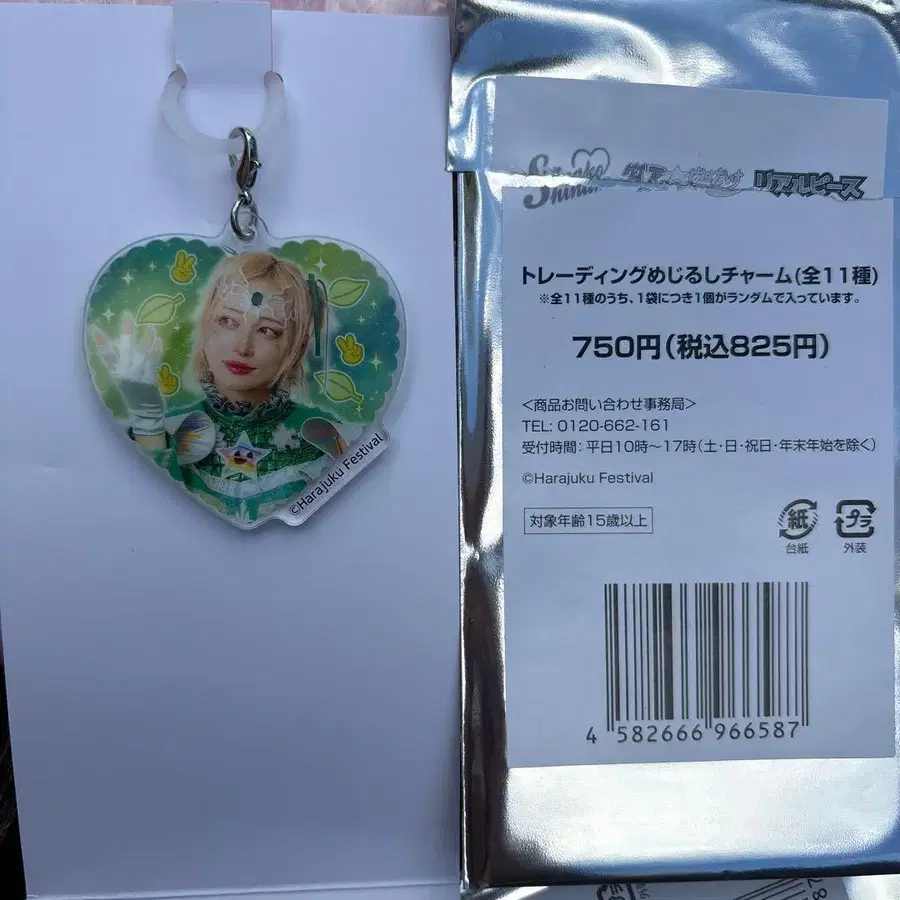 ©Harajuku Festival
リアルピース
トレーディングめじるしチャーム(全11種)
※全11種のうち、1袋につき1個がランダムで入っています。
750円(税込825円)
<商品お問い合わせ事務局>
TEL: 0120-662-161
受付時間: 平日10時～17時(土・日・祝日・年末年始を除く)
©Harajuku Festival
対象年齢15歳以上
紙
台紙
プラ
外装
4 582666 966587